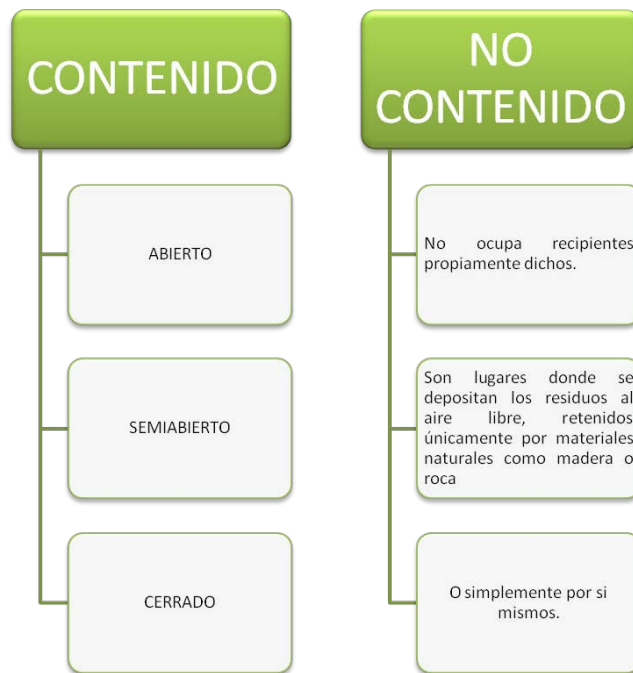 CONTENIDO
ABIERTO
SEMIABIERTO
CERRADO
NO
CONTENIDO
No ocupa recipientes
propiamente dichos.
Son lugares donde se
depositan los residuos al
aire libre, retenidos
únicamente por materiales
naturales como madera o
roca
O simplemente por si
mismos.